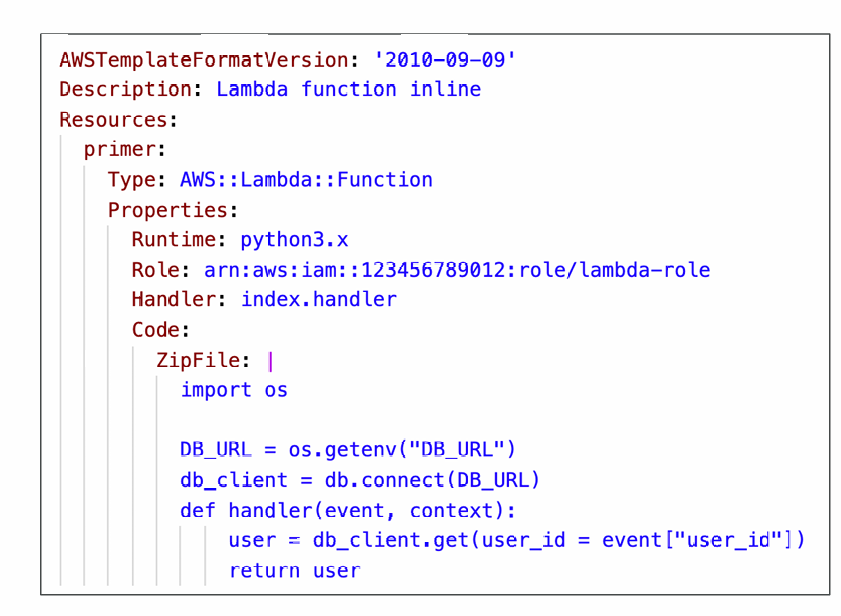 AWSTemplateFormatVersion: '2010-09-09'
Description: Lambda function inline
Resources:
  primer:
    Type: AWS::Lambda::Function
    Properties:
      Runtime: python3.x
      Role: arn:aws:iam::123456789012:role/lambda-role
      Handler: index.handler
      Code:
        ZipFile: |
          import os

          DB_URL = os.getenv("DB_URL")
          db_client = db.connect(DB_URL)
          def handler(event, context):
              user = db_client.get(user_id = event["user_id"])
              return user